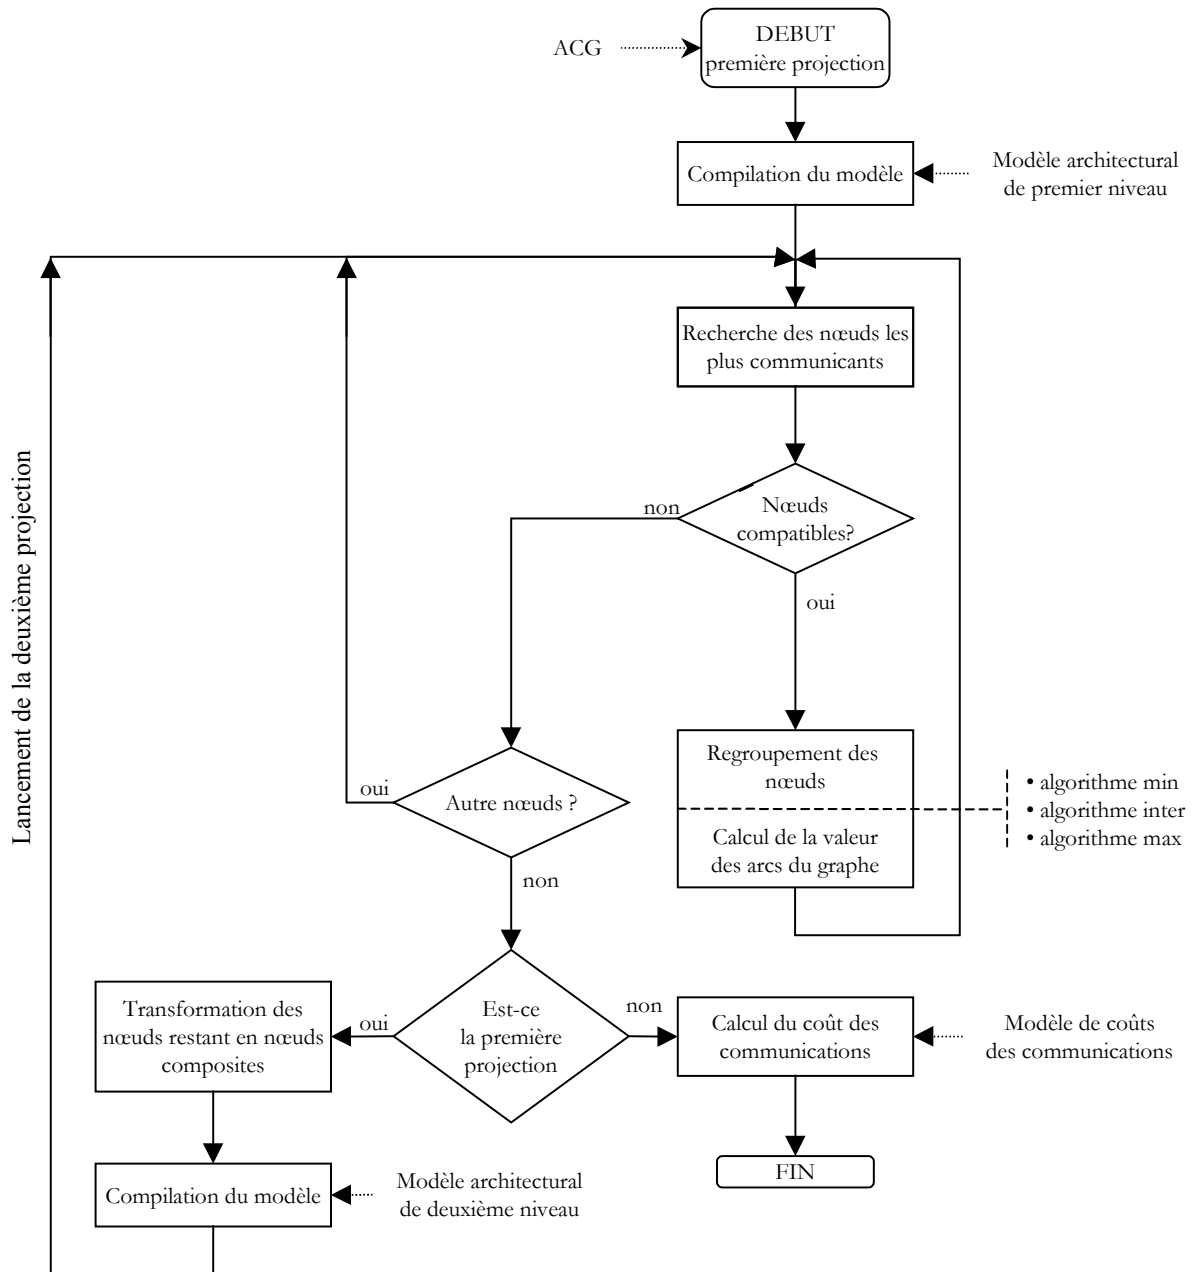 DEBUT
première projection
ACG
Compilation du modèle
Modèle architectural
de premier niveau
Recherche des nœuds les
plus communicants
Nœuds
compatibles?
non
oui
Lancement de la deuxième projection
Regroupement des
nœuds
Calcul de la valeur
des arcs du graphe
• algorithme min
• algorithme inter
• algorithme max
oui
Autre nœuds ?
non
Transformation des
nœuds restant en nœuds
composites
oui
Est-ce
la première
projection
non
Calcul du coût des
communications
Modèle de coûts
des communications
Compilation du modèle
Modèle architectural
de deuxième niveau
FIN